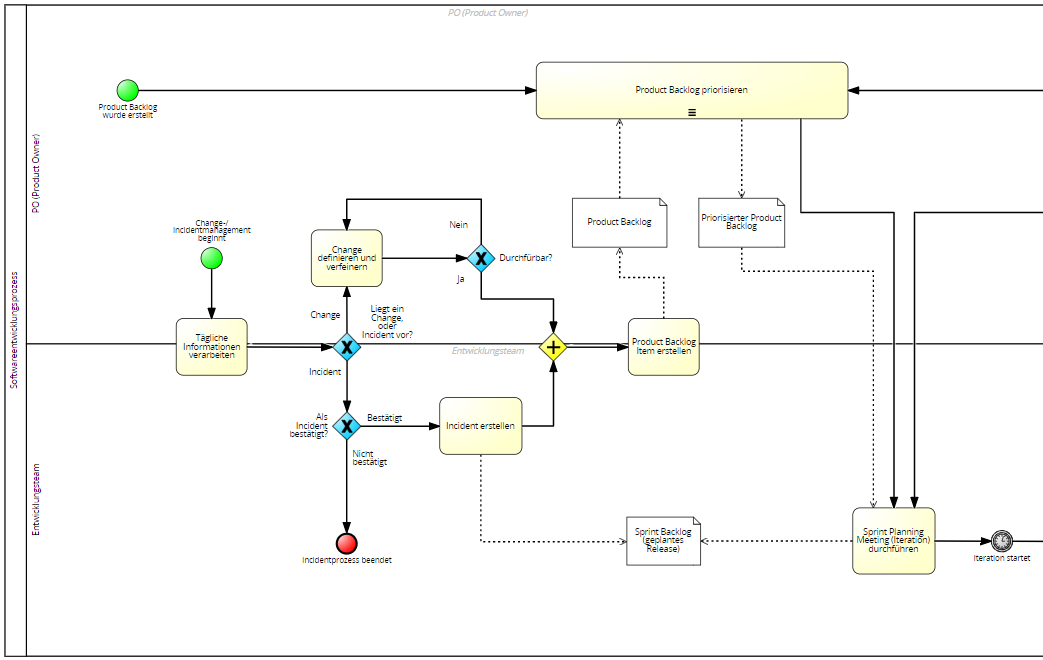 PO (Product Owner)
Softwareentwicklungsprozess
PO (Product Owner)
Product Backlog
wurde erstellt
Product Backlog priorisieren
Change-/
Incidentmanagement
beginnt
Change
definieren und
verfeinern
Nein
Durchfürbar?
Ja
Product Backlog
Priorisierter Product
Backlog
Tägliche
Informationen
verarbeiten
Change
Liegt ein
Change,
oder
Incident vor?
Incident
Entwicklungsteam
Product Backlog
Item erstellen
Entwicklungsteam
Als
Incident
bestätigt?
Bestätigt
Incident erstellen
Nicht
bestätigt
Incidentprozess beendet
Sprint Backlog
(geplantes
Release)
Sprint Planning
Meeting (Iteration)
durchführen
Iteration startet